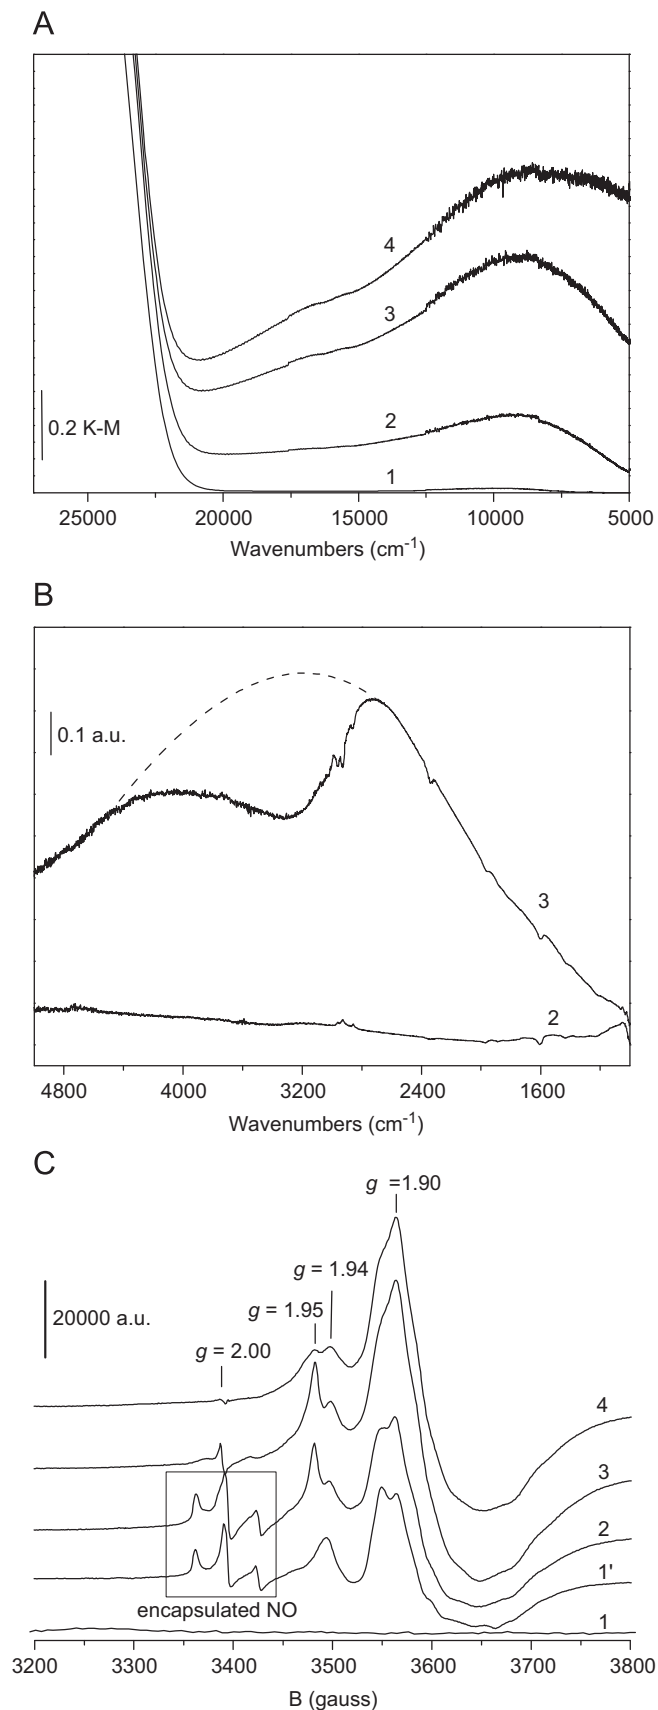 A
4
3
2
1
0.2 K-M
25000 20000 15000 10000 5000
Wavenumbers (cm⁻¹)
B
0.1 a.u.
3
2
4800 4000 3200 2400 1600
Wavenumbers (cm⁻¹)
C
g =1.90
g = 1.94
20000 a.u.
g = 1.95
g = 2.00
4
3
2
1'
encapsulated NO
1
3200 3300 3400 3500 3600 3700 3800
B (gauss)